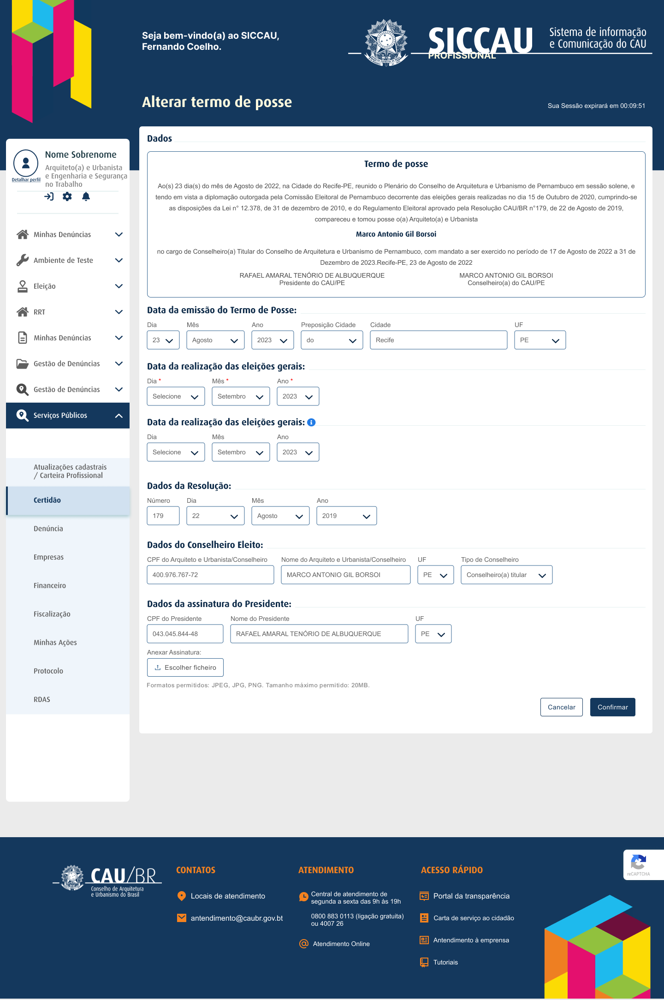 Seja bem-vindo(a) ao SICCAU,
Fernando Coelho.
SICCAU
PROFISSIONAL
Sistema de informação
e Comunicação do CAU
Alterar termo de posse
Sua Sessão expirará em 00:09:51
Nome Sobrenome
Arquiteto(a) e Urbanista
e Engenharia e Segurança
no Trabalho
Detalhar perfil
Minhas Denúncias
Ambiente de Teste
Eleição
RRT
Minhas Denúncias
Gestão de Denúncias
Gestão de Denúncias
Serviços Públicos
Atualizações cadastrais
/ Carteira Profissional
Certidão
Denúncia
Empresas
Financeiro
Fiscalização
Minhas Ações
Protocolo
RDAS
Dados
Termo de posse
Ao(s) 23 dia(s) do mês de Agosto de 2022, na Cidade do Recife-PE, reunido o Plenário do Conselho de Arquitetura e Urbanismo de Pernambuco em sessão solene, e
tendo em vista a diplomação outorgada pela Comissão Eleitoral de Pernambuco decorrente das eleições gerais realizadas no dia 15 de Outubro de 2020, cumprindo-se
as disposições da Lei n° 12.378, de 31 de dezembro de 2010, e do Regulamento Eleitoral aprovado pela Resolução CAU/BR n°179, de 22 de Agosto de 2019,
compareceu e tomou posse o(a) Arquiteto(a) e Urbanista
Marco Antonio Gil Borsoi
no cargo de Conselheiro(a) Titular do Conselho de Arquitetura e Urbanismo de Pernambuco, com mandato a ser exercido no período de 17 de Agosto de 2022 a 31 de
Dezembro de 2023.Recife-PE, 23 de Agosto de 2022
RAFAEL AMARAL TENÓRIO DE ALBUQUERQUE MARCO ANTONIO GIL BORSOI
Presidente do CAU/PE Conselheiro(a) do CAU/PE
Data da emissão do Termo de Posse:
Dia Mês Ano Preposição Cidade Cidade UF
23 Agosto 2023 do Recife PE
Data da realização das eleições gerais:
Dia * Mês * Ano *
Selecione Setembro 2023
Data da realização das eleições gerais:
Dia Mês Ano
Selecione Setembro 2023
Dados da Resolução:
Número Dia Mês Ano
179 22 Agosto 2019
Dados do Conselheiro Eleito:
CPF do Arquiteto e Urbanista/Conselheiro Nome do Arquiteto e Urbanista/Conselheiro UF Tipo de Conselheiro
400.976.767-72 MARCO ANTONIO GIL BORSOI PE Conselheiro(a) titular
Dados da assinatura do Presidente:
CPF do Presidente Nome do Presidente UF
043.045.844-48 RAFAEL AMARAL TENÓRIO DE ALBUQUERQUE PE
Anexar Assinatura:
Escolher ficheiro
Formatos permitidos: JPEG, JPG, PNG. Tamanho máximo permitido: 20MB.
Cancelar Confirmar
CAU/BR
Conselho de Arquitetura
e Urbanismo do Brasil
CONTATOS
Locais de atendimento
antendimento@caubr.gov.bt
ATENDIMENTO
Central de atendimento de
segunda a sexta das 9h às 19h
0800 883 0113 (ligação gratuita)
ou 4007 26
Atendimento Online
ACESSO RÁPIDO
Portal da transparência
Carta de serviço ao cidadão
Antendimento à emprensa
Tutoriais
reCAPTCHA